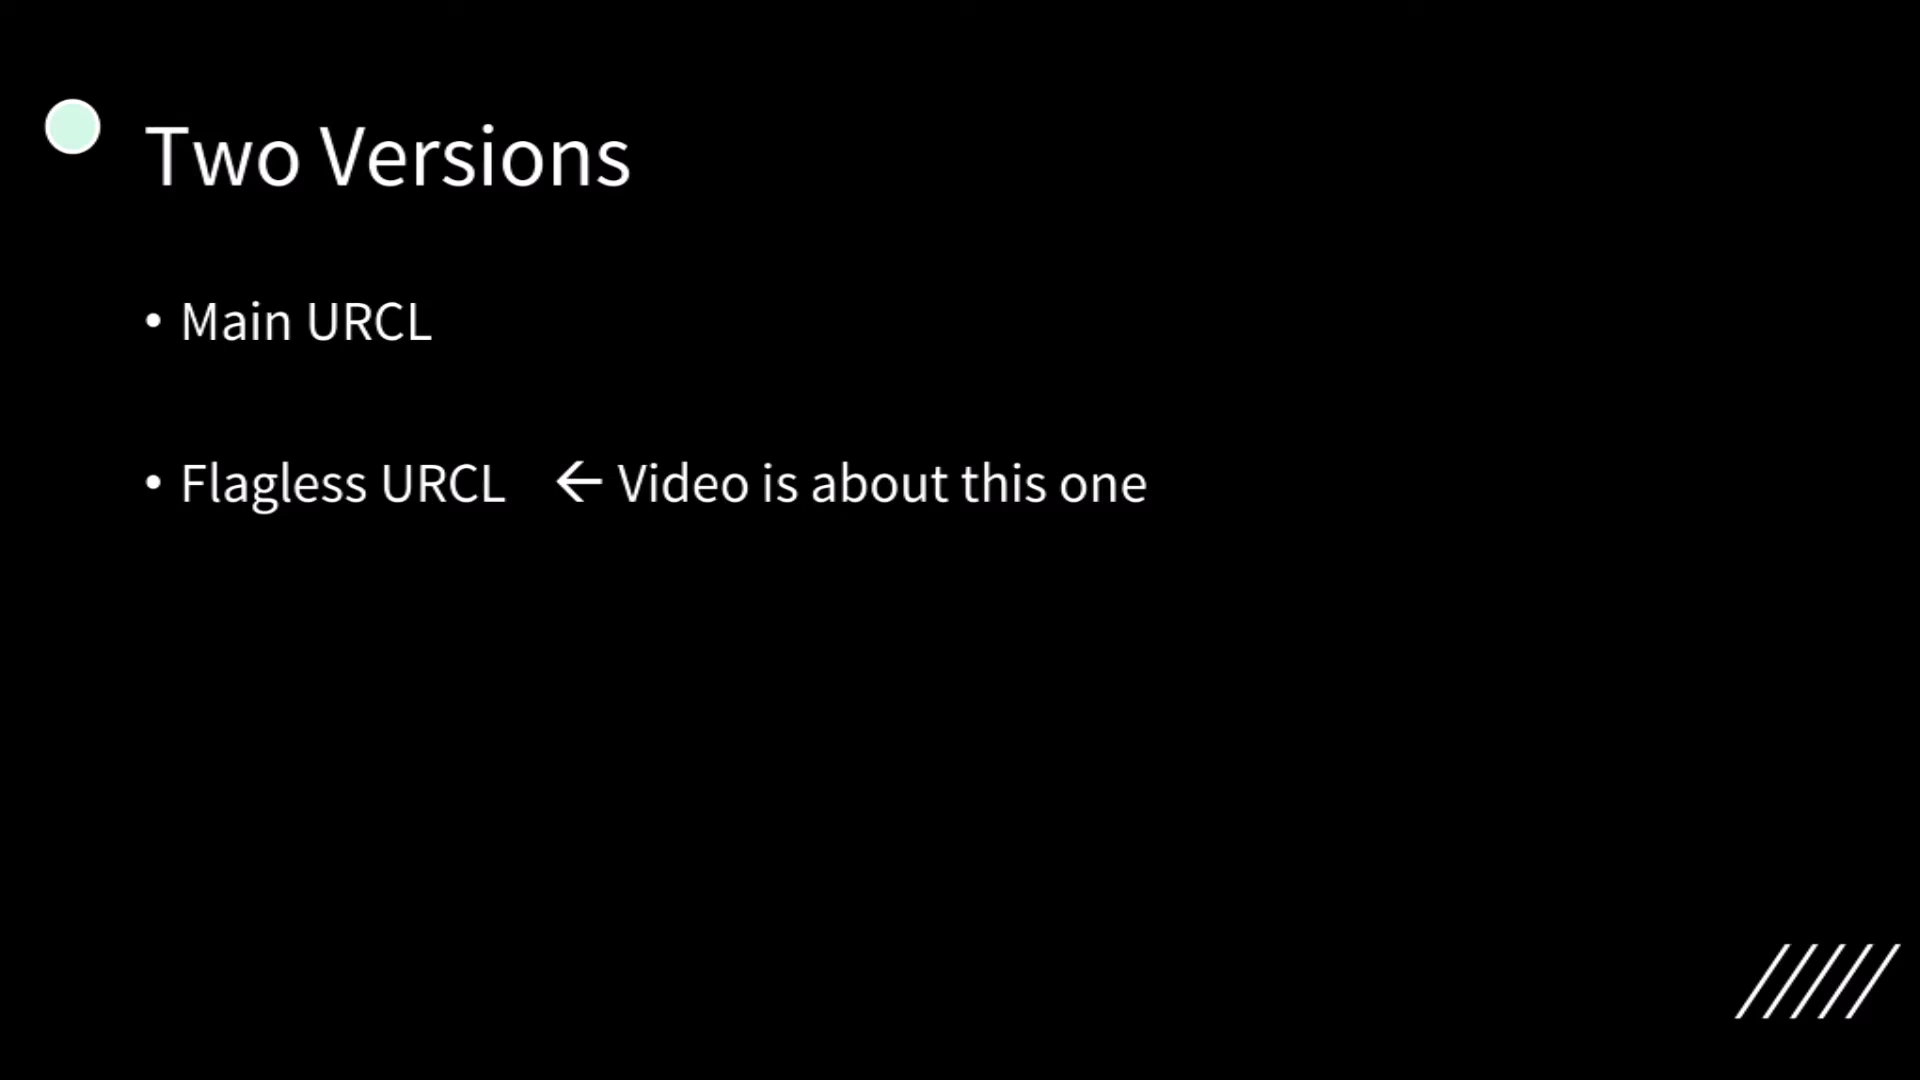 Two Versions
• Main URCL
• Flagless URCL ← Video is about this one